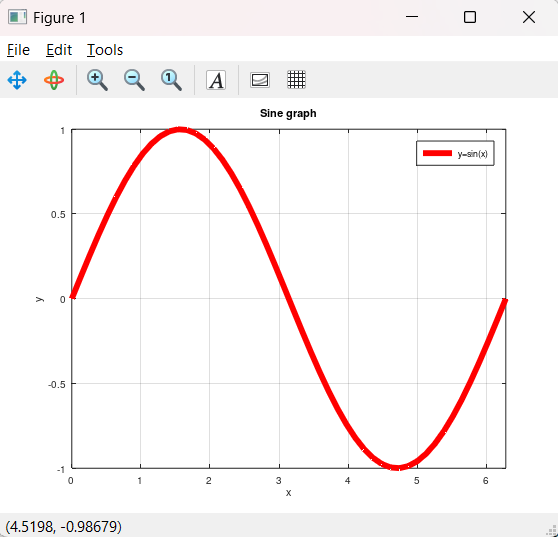 Figure 1
File Edit Tools
1 A
Sine graph
y=sin(x)
1
0.5
0
-0.5
-1
y
0 1 2 3 4 5 6
x
(4.5198, -0.98679)